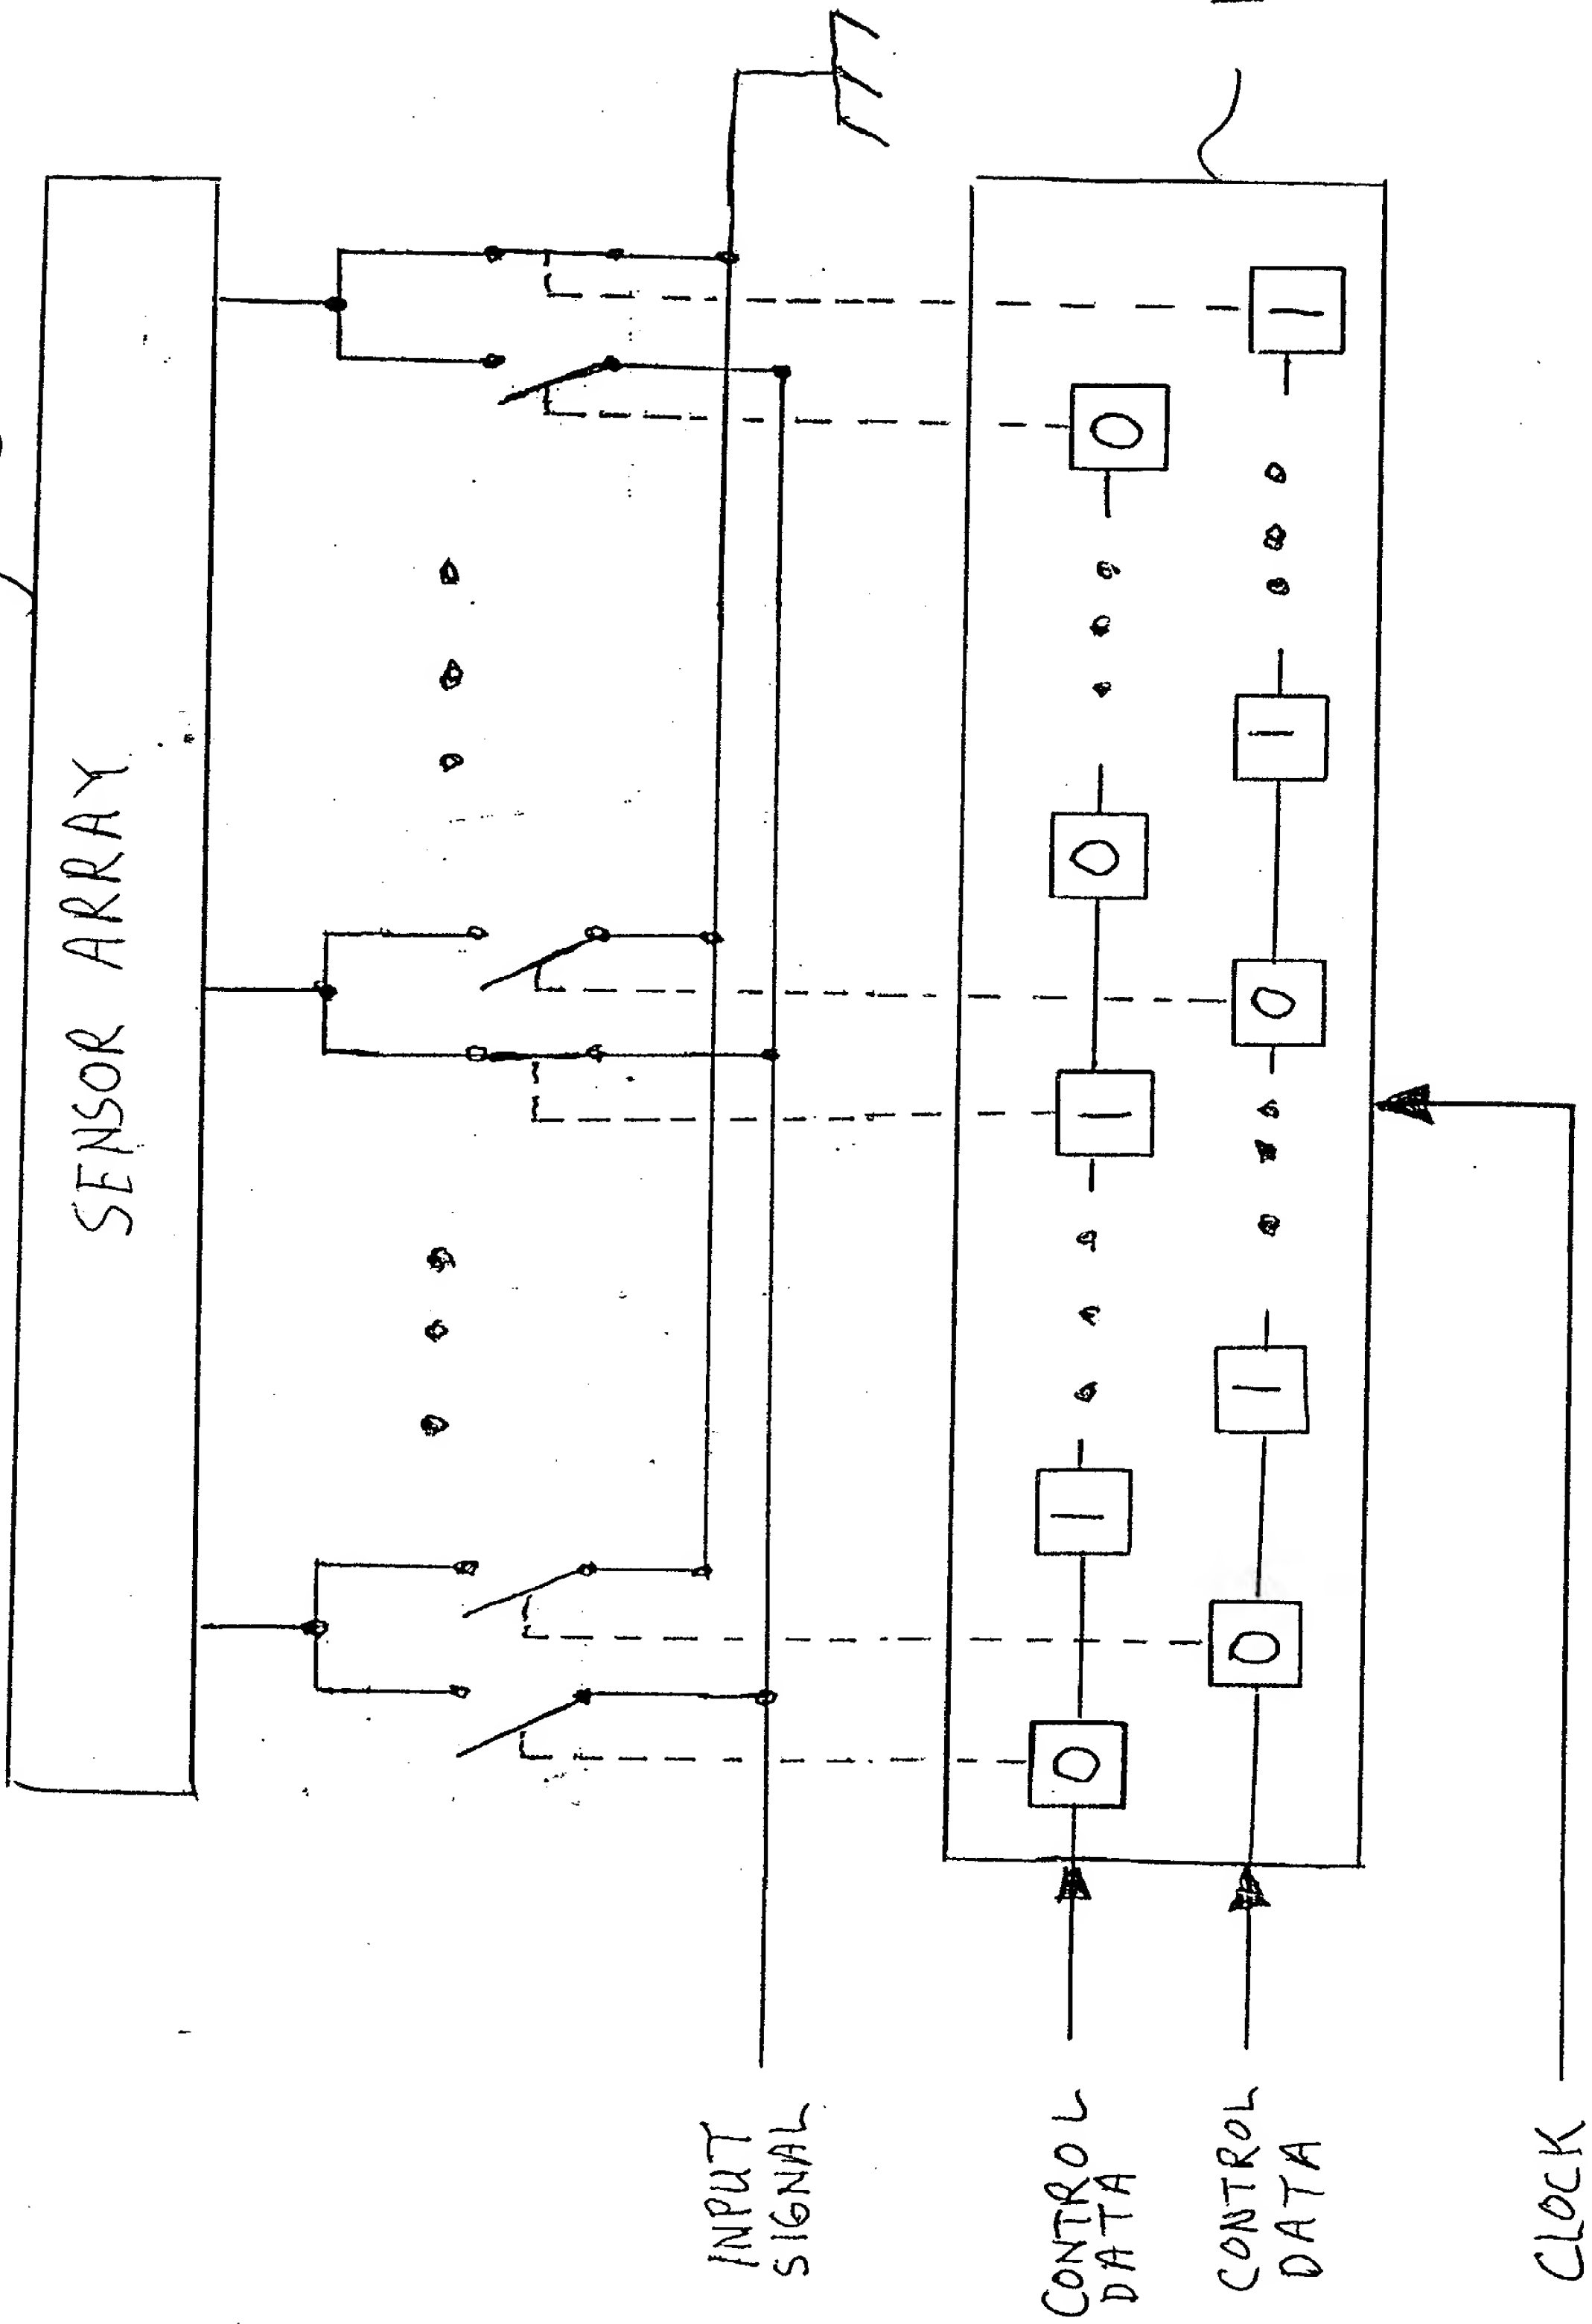 SENSOR ARRAY
INPUT
SIGNAL
CONTROL
DATA
0 1 1 0 0
CONTROL
DATA
0 1 0 1 1
CLOCK